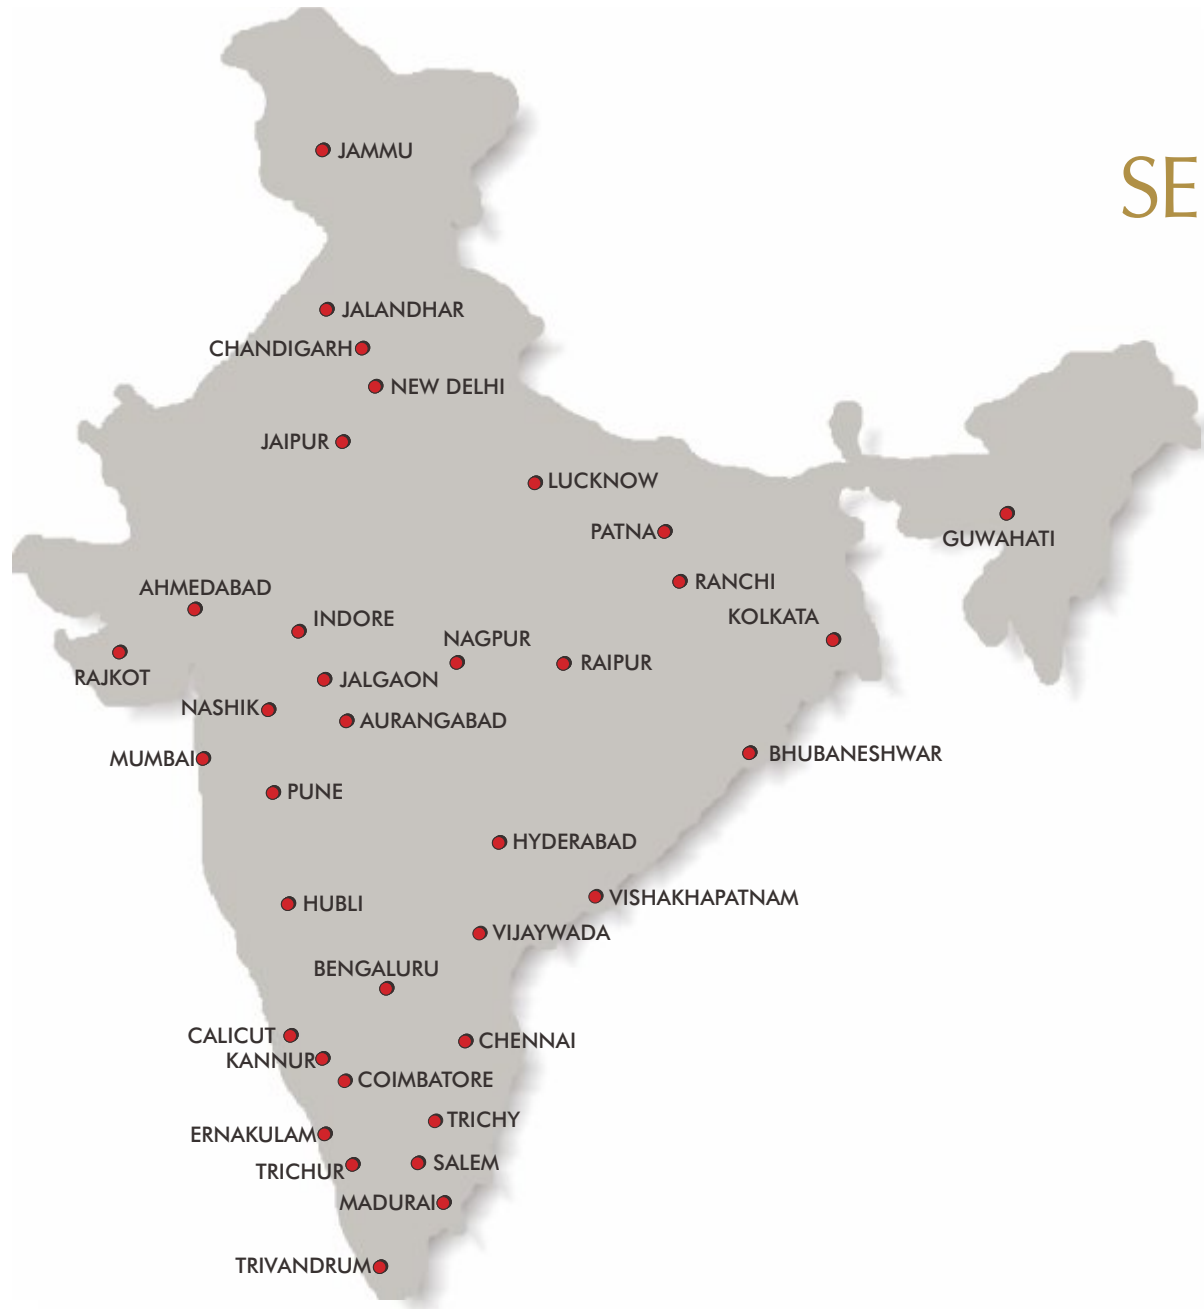 JAMMU
SE
JALANDHAR
CHANDIGARH
NEW DELHI
JAIPUR
LUCKNOW
PATNA
GUWAHATI
RANCHI
AHMEDABAD
KOLKATA
INDORE
NAGPUR
RAIPUR
RAJKOT
JALGAON
NASHIK
AURANGABAD
BHUBANESHWAR
MUMBAI
PUNE
HYDERABAD
VISHAKHAPATNAM
HUBLI
VIJAYWADA
BENGALURU
CALICUT
CHENNAI
KANNUR
COIMBATORE
TRICHY
ERNAKULAM
SALEM
TRICHUR
MADURAI
TRIVANDRUM